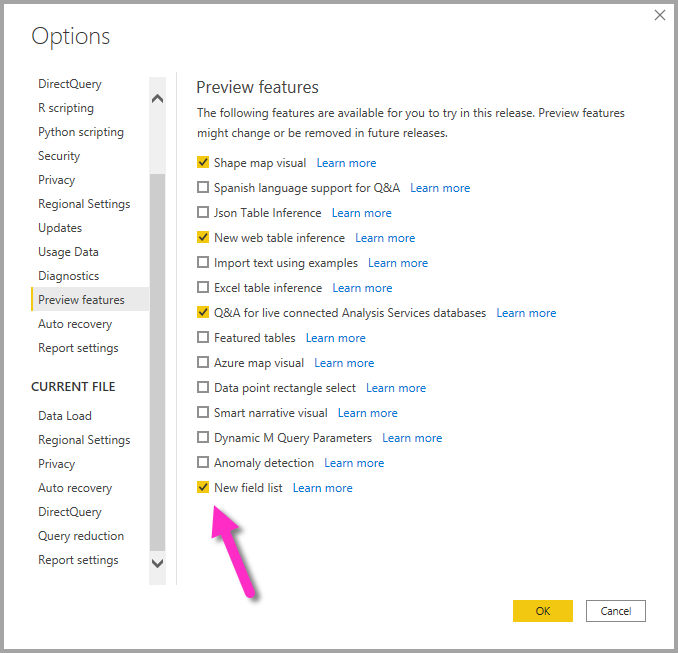 Options
DirectQuery
R scripting
Python scripting
Security
Privacy
Regional Settings
Updates
Usage Data
Diagnostics
Preview features
Auto recovery
Report settings
CURRENT FILE
Data Load
Regional Settings
Privacy
Auto recovery
DirectQuery
Query reduction
Report settings
Preview features
The following features are available for you to try in this release. Preview features
might change or be removed in future releases.
Shape map visual Learn more
Spanish language support for Q&A Learn more
Json Table Inference Learn more
New web table inference Learn more
Import text using examples Learn more
Excel table inference Learn more
Q&A for live connected Analysis Services databases Learn more
Featured tables Learn more
Azure map visual Learn more
Data point rectangle select Learn more
Smart narrative visual Learn more
Dynamic M Query Parameters Learn more
Anomaly detection Learn more
New field list Learn more
OK Cancel